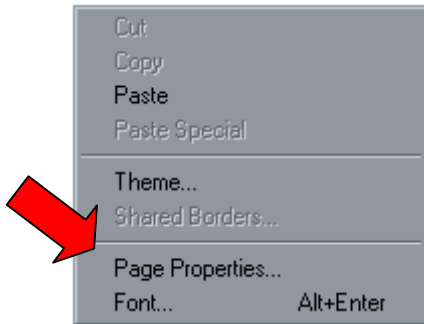 Cut
Copy
Paste
Paste Special
Theme...
Shared Borders...
Page Properties...
Font... Alt+Enter